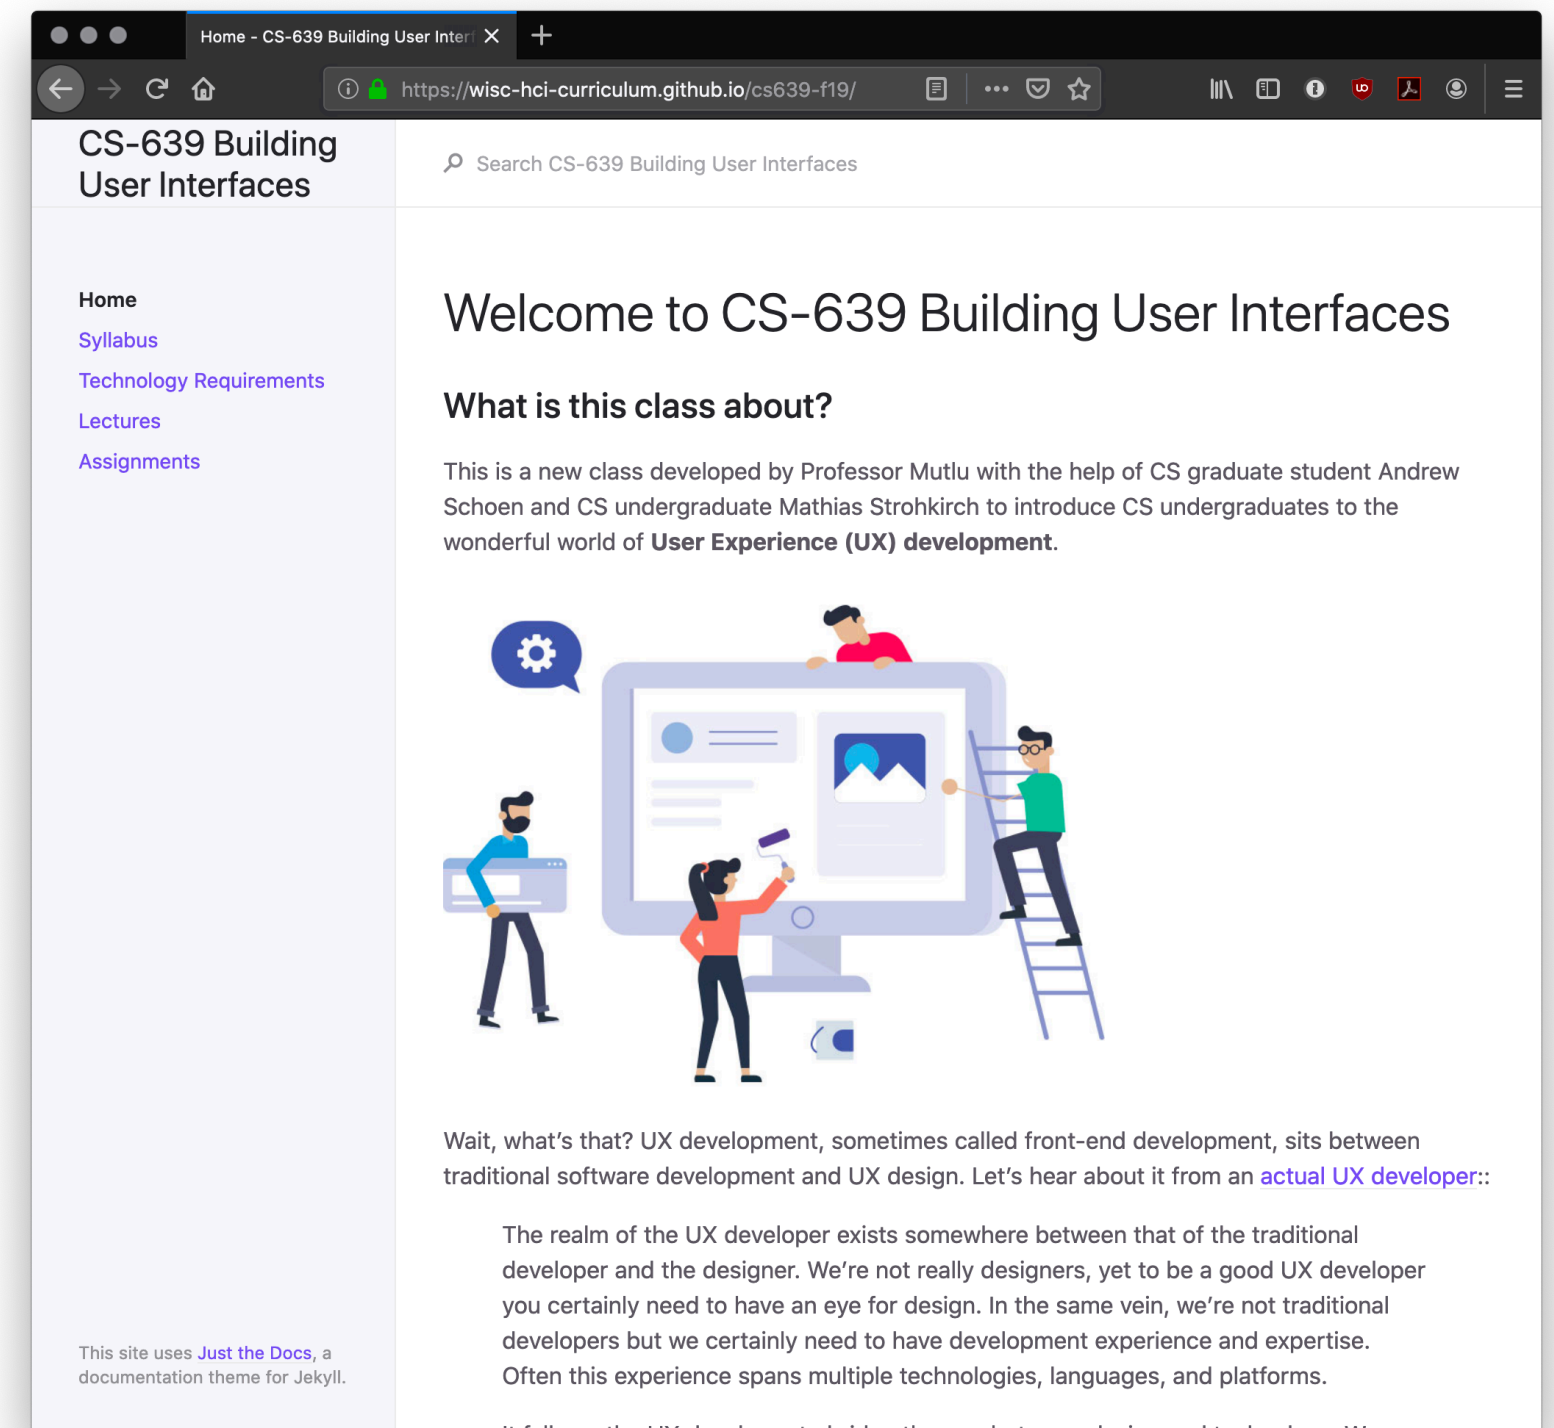 Home - CS-639 Building User Interf
https://wisc-hci-curriculum.github.io/cs639-f19/
CS-639 Building
User Interfaces
Search CS-639 Building User Interfaces
Home
Syllabus
Technology Requirements
Lectures
Assignments
Welcome to CS-639 Building User Interfaces
What is this class about?
This is a new class developed by Professor Mutlu with the help of CS graduate student Andrew
Schoen and CS undergraduate Mathias Strohkirch to introduce CS undergraduates to the
wonderful world of User Experience (UX) development.
Wait, what’s that? UX development, sometimes called front-end development, sits between
traditional software development and UX design. Let’s hear about it from an actual UX developer::
The realm of the UX developer exists somewhere between that of the traditional
developer and the designer. We’re not really designers, yet to be a good UX developer
you certainly need to have an eye for design. In the same vein, we’re not traditional
developers but we certainly need to have development experience and expertise.
Often this experience spans multiple technologies, languages, and platforms.
This site uses Just the Docs, a
documentation theme for Jekyll.